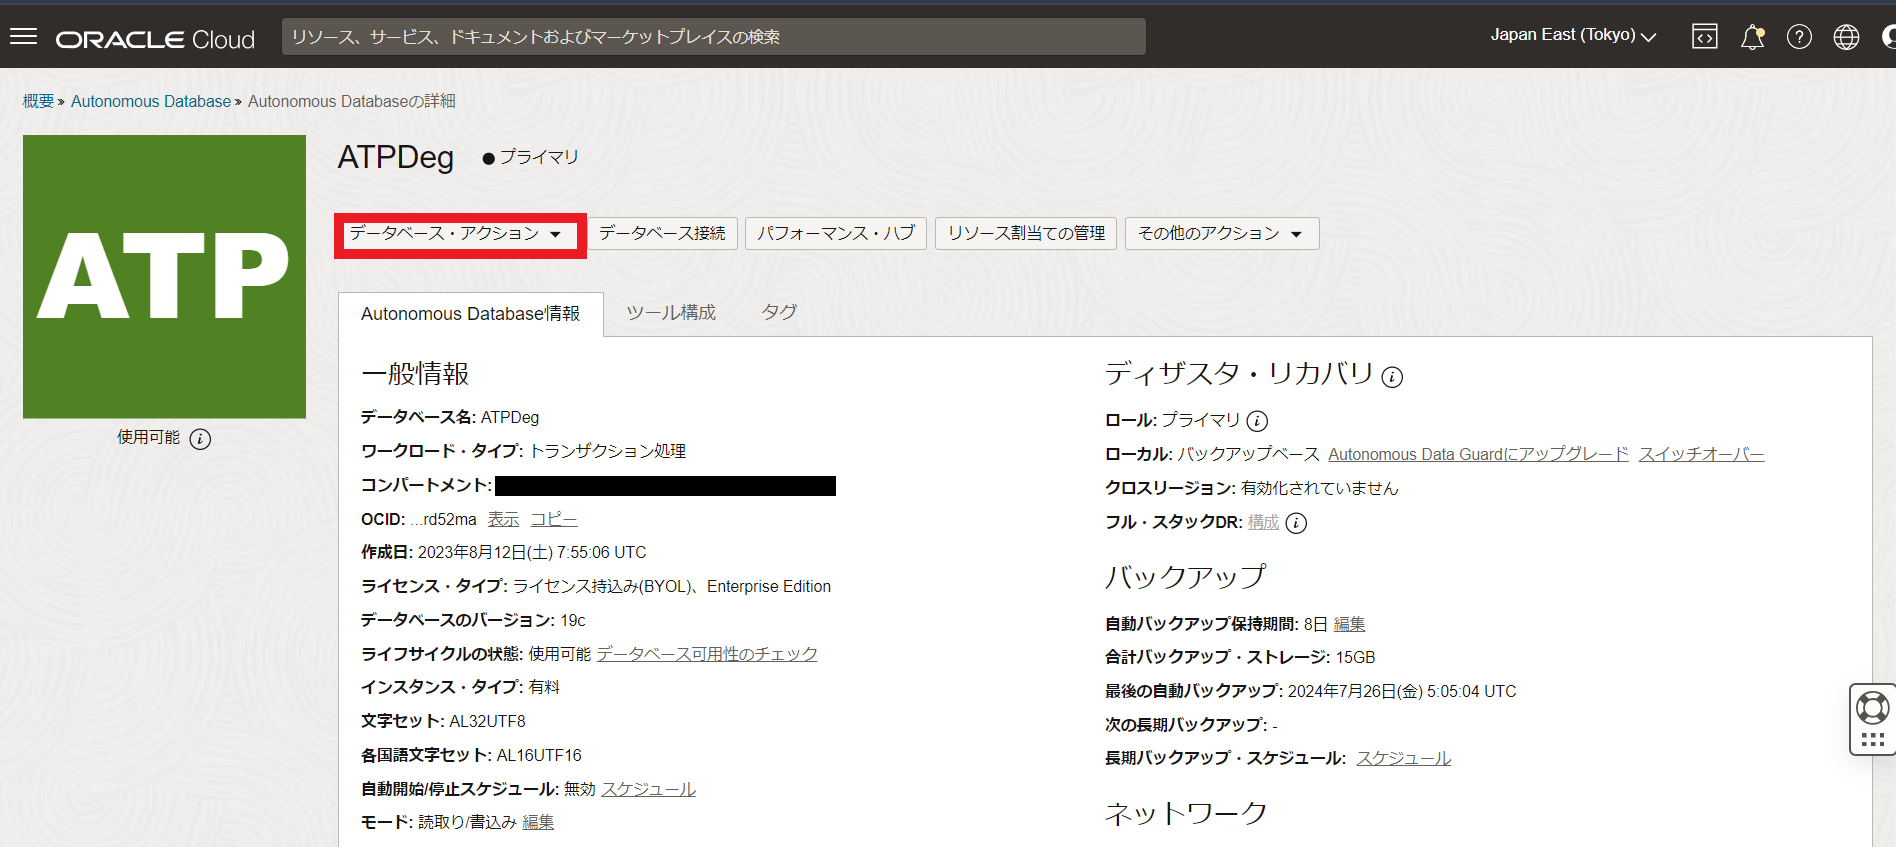 ORACLE Cloud
リソース、サービス、ドキュメントおよびマーケットプレイスの検索
Japan East (Tokyo)
概要 » Autonomous Database » Autonomous Databaseの詳細
ATP
使用可能
ATPDeg
プライマリ
データベース・アクション
データベース接続
パフォーマンス・ハブ
リソース割当ての管理
その他のアクション
Autonomous Database情報
ツール構成
タグ
一般情報
データベース名: ATPDeg
ワークロード・タイプ: トランザクション処理
コンパートメント:
OCID: ...rd52ma 表示 コピー
作成日: 2023年8月12日(土) 7:55:06 UTC
ライセンス・タイプ: ライセンス持込み(BYOL)、Enterprise Edition
データベースのバージョン: 19c
ライフサイクルの状態: 使用可能 データベース可用性のチェック
インスタンス・タイプ: 有料
文字セット: AL32UTF8
各国語文字セット: AL16UTF16
自動開始/停止スケジュール: 無効 スケジュール
モード: 読取り/書込み 編集
ディザスタ・リカバリ
ロール: プライマリ
ローカル: バックアップベース Autonomous Data Guardにアップグレード スイッチオーバー
クロスリージョン: 有効化されていません
フル・スタックDR: 構成
バックアップ
自動バックアップ保持期間: 8日 編集
合計バックアップ・ストレージ: 15GB
最後の自動バックアップ: 2024年7月26日(金) 5:05:04 UTC
次の長期バックアップ: -
長期バックアップ・スケジュール: スケジュール
ネットワーク